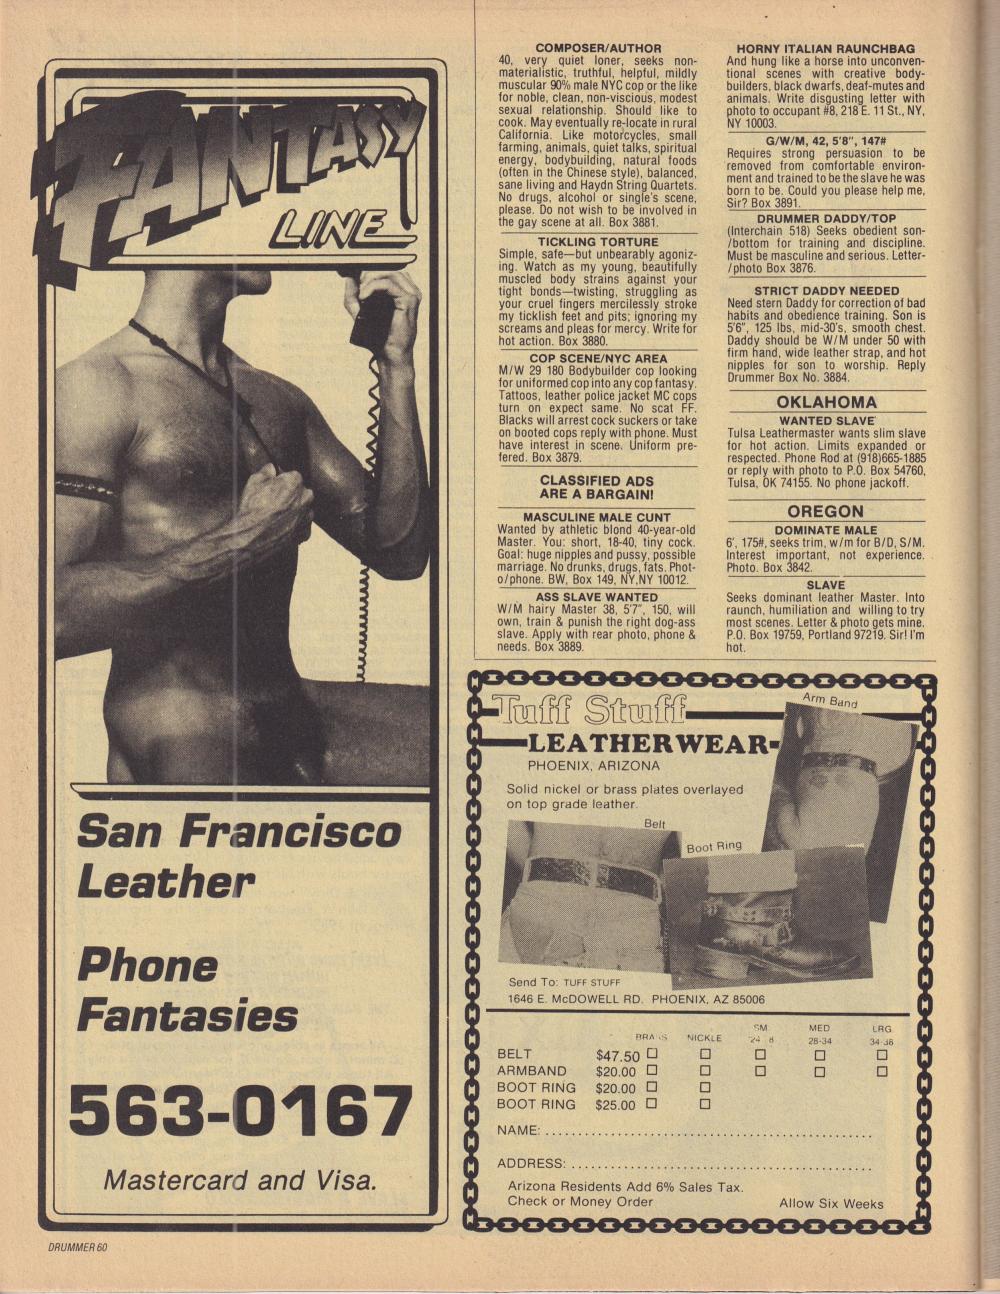 FANTASY
LINE
San Francisco
Leather
Phone
Fantasies
563-0167
Mastercard and Visa.
DRUMMER 60
COMPOSER/AUTHOR
40, very quiet loner, seeks non-
materialistic, truthful, helpful, mildly
muscular 90% male NYC cop or the like
for noble, clean, non-viscious, modest
sexual relationship. Should like to
cook. May eventually re-locate in rural
California. Like motorcycles, small
farming, animals, quiet talks, spiritual
energy, bodybuilding, natural foods
(often in the Chinese style), balanced,
sane living and Haydn String Quartets.
No drugs, alcohol or single's scene,
please. Do not wish to be involved in
the gay scene at all. Box 3881.
TICKLING TORTURE
Simple, safe—but unbearably agoniz-
ing. Watch as my young, beautifully
muscled body strains against your
tight bonds—twisting, struggling as
your cruel fingers mercilessly stroke
my ticklish feet and pits; ignoring my
screams and pleas for mercy. Write for
hot action. Box 3880.
COP SCENE/NYC AREA
M/W 29 180 Bodybuilder cop looking
for uniformed cop into any cop fantasy.
Tattoos, leather police jacket MC cops
turn on expect same. No scat FF.
Blacks will arrest cock suckers or take
on booted cops reply with phone. Must
have interest in scene. Uniform pre-
fered. Box 3879.
CLASSIFIED ADS
ARE A BARGAIN!
MASCULINE MALE CUNT
Wanted by athletic blond 40-year-old
Master. You: short, 18-40, tiny cock.
Goal: huge nipples and pussy, possible
marriage. No drunks, drugs, fats. Phot-
o/phone. BW, Box 149, NY,NY 10012.
ASS SLAVE WANTED
W/M hairy Master 38, 5'7", 150, will
own, train & punish the right dog-ass
slave. Apply with rear photo, phone &
needs. Box 3889.
HORNY ITALIAN RAUNCHBAG
And hung like a horse into unconven-
tional scenes with creative body-
builders, black dwarfs, deaf-mutes and
animals. Write disgusting letter with
photo to occupant #8, 218 E. 11 St., NY,
NY 10003.
G/W/M, 42, 5'8", 147#
Requires strong persuasion to be
removed from comfortable environ-
ment and trained to be the slave he was
born to be. Could you please help me,
Sir? Box 3891.
DRUMMER DADDY/TOP
(Interchain 518) Seeks obedient son-
/bottom for training and discipline.
Must be masculine and serious. Letter-
/photo Box 3876.
STRICT DADDY NEEDED
Need stern Daddy for correction of bad
habits and obedience training. Son is
5'6", 125 lbs, mid-30's, smooth chest.
Daddy should be W/M under 50 with
firm hand, wide leather strap, and hot
nipples for son to worship. Reply
Drummer Box No. 3884.
OKLAHOMA
WANTED SLAVE
Tulsa Leathermaster wants slim slave
for hot action. Limits expanded or
respected. Phone Rod at (918)665-1885
or reply with photo to P.O. Box 54760,
Tulsa, OK 74155. No phone jackoff.
OREGON
DOMINATE MALE
6', 175#, seeks trim, w/m for B/D, S/M.
Interest important, not experience.
Photo. Box 3842.
SLAVE
Seeks dominant leather Master. Into
raunch, humiliation and willing to try
most scenes. Letter & photo gets mine.
P.O. Box 19759, Portland 97219. Sir! I'm
hot.
Tuff Stuff
LEATHERWEAR
PHOENIX, ARIZONA
Solid nickel or brass plates overlayed
on top grade leather.
Arm Band
Belt
Boot Ring
Send To: TUFF STUFF
1646 E. McDOWELL RD. PHOENIX, AZ 85006
BRASS NICKLE SM MED 28-34 LRG 34-38
BELT $47.50
ARMBAND $20.00
BOOT RING $20.00
BOOT RING $25.00
NAME:
ADDRESS:
Arizona Residents Add 6% Sales Tax.
Check or Money Order
Allow Six Weeks